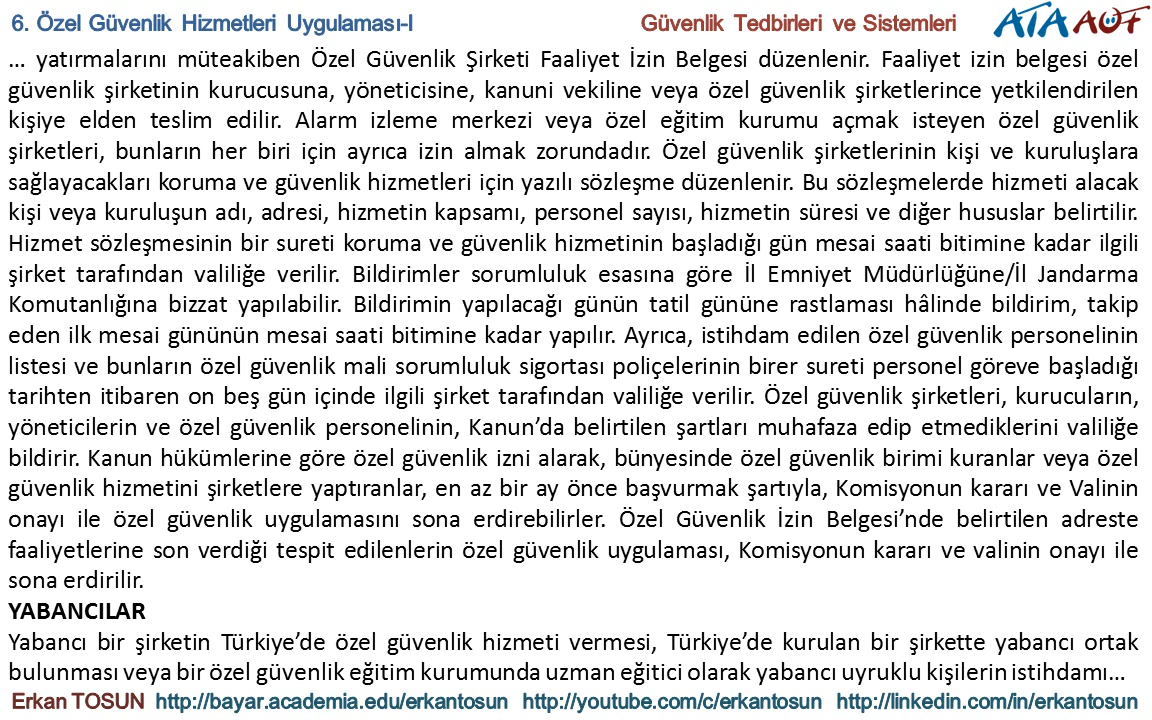 6. Özel Güvenlik Hizmetleri Uygulaması-I Güvenlik Tedbirleri ve Sistemleri ATA AÖF
... yatırmalarını müteakiben Özel Güvenlik Şirketi Faaliyet İzin Belgesi düzenlenir. Faaliyet izin belgesi özel
güvenlik şirketinin kurucusuna, yöneticisine, kanuni vekiline veya özel güvenlik şirketlerince yetkilendirilen
kişiye elden teslim edilir. Alarm izleme merkezi veya özel eğitim kurumu açmak isteyen özel güvenlik
şirketleri, bunların her biri için ayrıca izin almak zorundadır. Özel güvenlik şirketlerinin kişi ve kuruluşlara
sağlayacakları koruma ve güvenlik hizmetleri için yazılı sözleşme düzenlenir. Bu sözleşmelerde hizmeti alacak
kişi veya kuruluşun adı, adresi, hizmetin kapsamı, personel sayısı, hizmetin süresi ve diğer hususlar belirtilir.
Hizmet sözleşmesinin bir sureti koruma ve güvenlik hizmetinin başladığı gün mesai saati bitimine kadar ilgili
şirket tarafından valiliğe verilir. Bildirimler sorumluluk esasına göre İl Emniyet Müdürlüğüne/İl Jandarma
Komutanlığına bizzat yapılabilir. Bildirimin yapılacağı günün tatil gününe rastlaması hâlinde bildirim, takip
eden ilk mesai gününün mesai saati bitimine kadar yapılır. Ayrıca, istihdam edilen özel güvenlik personelinin
listesi ve bunların özel güvenlik mali sorumluluk sigortası poliçelerinin birer sureti personel göreve başladığı
tarihten itibaren on beş gün içinde ilgili şirket tarafından valiliğe verilir. Özel güvenlik şirketleri, kurucuların,
yöneticilerin ve özel güvenlik personelinin, Kanun’da belirtilen şartları muhafaza edip etmediklerini valiliğe
bildirir. Kanun hükümlerine göre özel güvenlik izni alarak, bünyesinde özel güvenlik birimi kuranlar veya özel
güvenlik hizmetini şirketlere yaptıranlar, en az bir ay önce başvurmak şartıyla, Komisyonun kararı ve Valinin
onayı ile özel güvenlik uygulamasını sona erdirebilirler. Özel Güvenlik İzin Belgesi’nde belirtilen adreste
faaliyetlerine son verdiği tespit edilenlerin özel güvenlik uygulaması, Komisyonun kararı ve valinin onayı ile
sona erdirilir.
YABANCILAR
Yabancı bir şirketin Türkiye’de özel güvenlik hizmeti vermesi, Türkiye’de kurulan bir şirkette yabancı ortak
bulunması veya bir özel güvenlik eğitim kurumunda uzman eğitici olarak yabancı uyruklu kişilerin istihdamı...
Erkan TOSUN http://bayar.academia.edu/erkantosun http://youtube.com/c/erkantosun http://linkedin.com/in/erkantosun